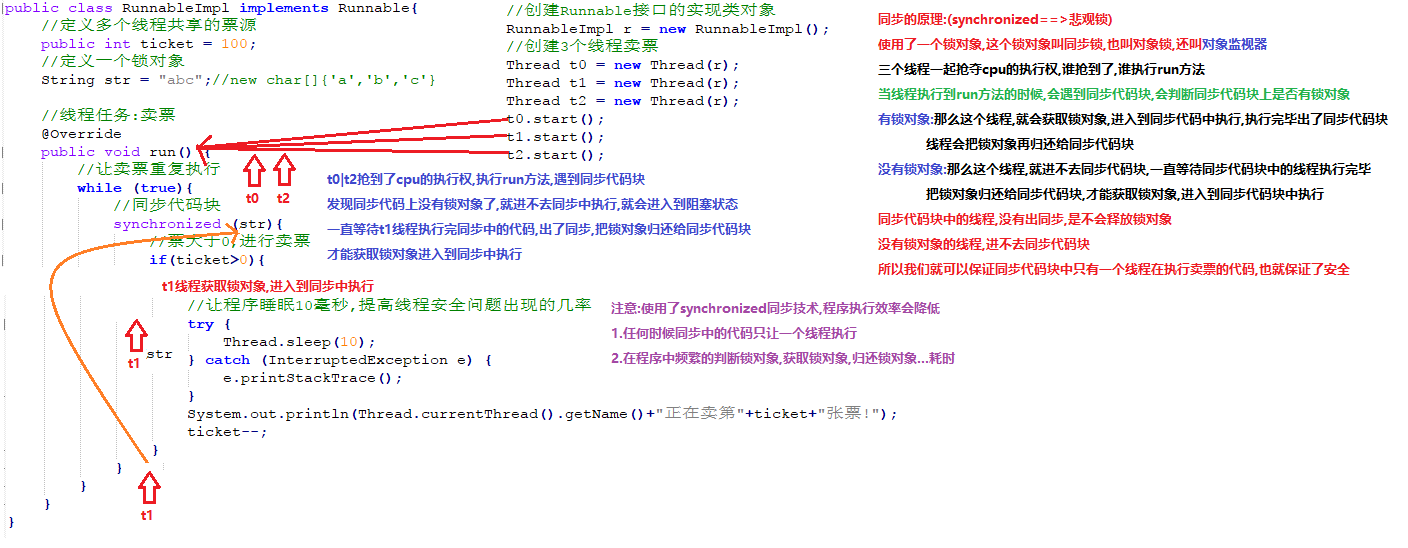 public class RunnableImpl implements Runnable{
//定义多个线程共享的票源
public int ticket = 100;
//定义一个锁对象
String str = "abc";//new char[]{'a','b','c'}
//线程任务:卖票
@Override
public void run() {
//让卖票重复执行
while (true){
//同步代码块
synchronized (str){
//票大于0,进行卖票
if(ticket>0){
t1线程获取锁对象,进入到同步中执行
//让程序睡眠10毫秒,提高线程安全问题出现的几率
try {
Thread.sleep(10);
} catch (InterruptedException e) {
e.printStackTrace();
}
System.out.println(Thread.currentThread().getName()+"正在卖第"+ticket+"张票!");
ticket--;
}
}
}
}
}
t1
str
t1
//创建Runnable接口的实现类对象
RunnableImpl r = new RunnableImpl();
//创建3个线程卖票
Thread t0 = new Thread(r);
Thread t1 = new Thread(r);
Thread t2 = new Thread(r);
t0.start();
t1.start();
t2.start();
t0
t2
t0|t2抢到了cpu的执行权,执行run方法,遇到同步代码块
发现同步代码上没有锁对象了,就进不去同步中执行,就会进入到阻塞状态
一直等待t1线程执行完同步中的代码,出了同步,把锁对象归还给同步代码块
才能获取锁对象进入到同步中执行
注意:使用了synchronized同步技术,程序执行效率会降低
1.任何时候同步中的代码只让一个线程执行
2.在程序中频繁的判断锁对象,获取锁对象,归还锁对象...耗时
同步的原理:(synchronized==>悲观锁)
使用了一个锁对象,这个锁对象叫同步锁,也叫对象锁,还叫对象监视器
三个线程一起抢夺cpu的执行权,谁抢到了,谁执行run方法
当线程执行到run方法的时候,会遇到同步代码块,会判断同步代码块上是否有锁对象
有锁对象:那么这个线程,就会获取锁对象,进入到同步代码中执行,执行完毕出了同步代码块
线程会把锁对象再归还给同步代码块
没有锁对象:那么这个线程,就进不去同步代码块,一直等待同步代码块中的线程执行完毕
把锁对象归还给同步代码块,才能获取锁对象,进入到同步代码块中执行
同步代码块中的线程,没有出同步,是不会释放锁对象
没有锁对象的线程,进不去同步代码块
所以我们就可以保证同步代码块中只有一个线程在执行卖票的代码,也就保证了安全